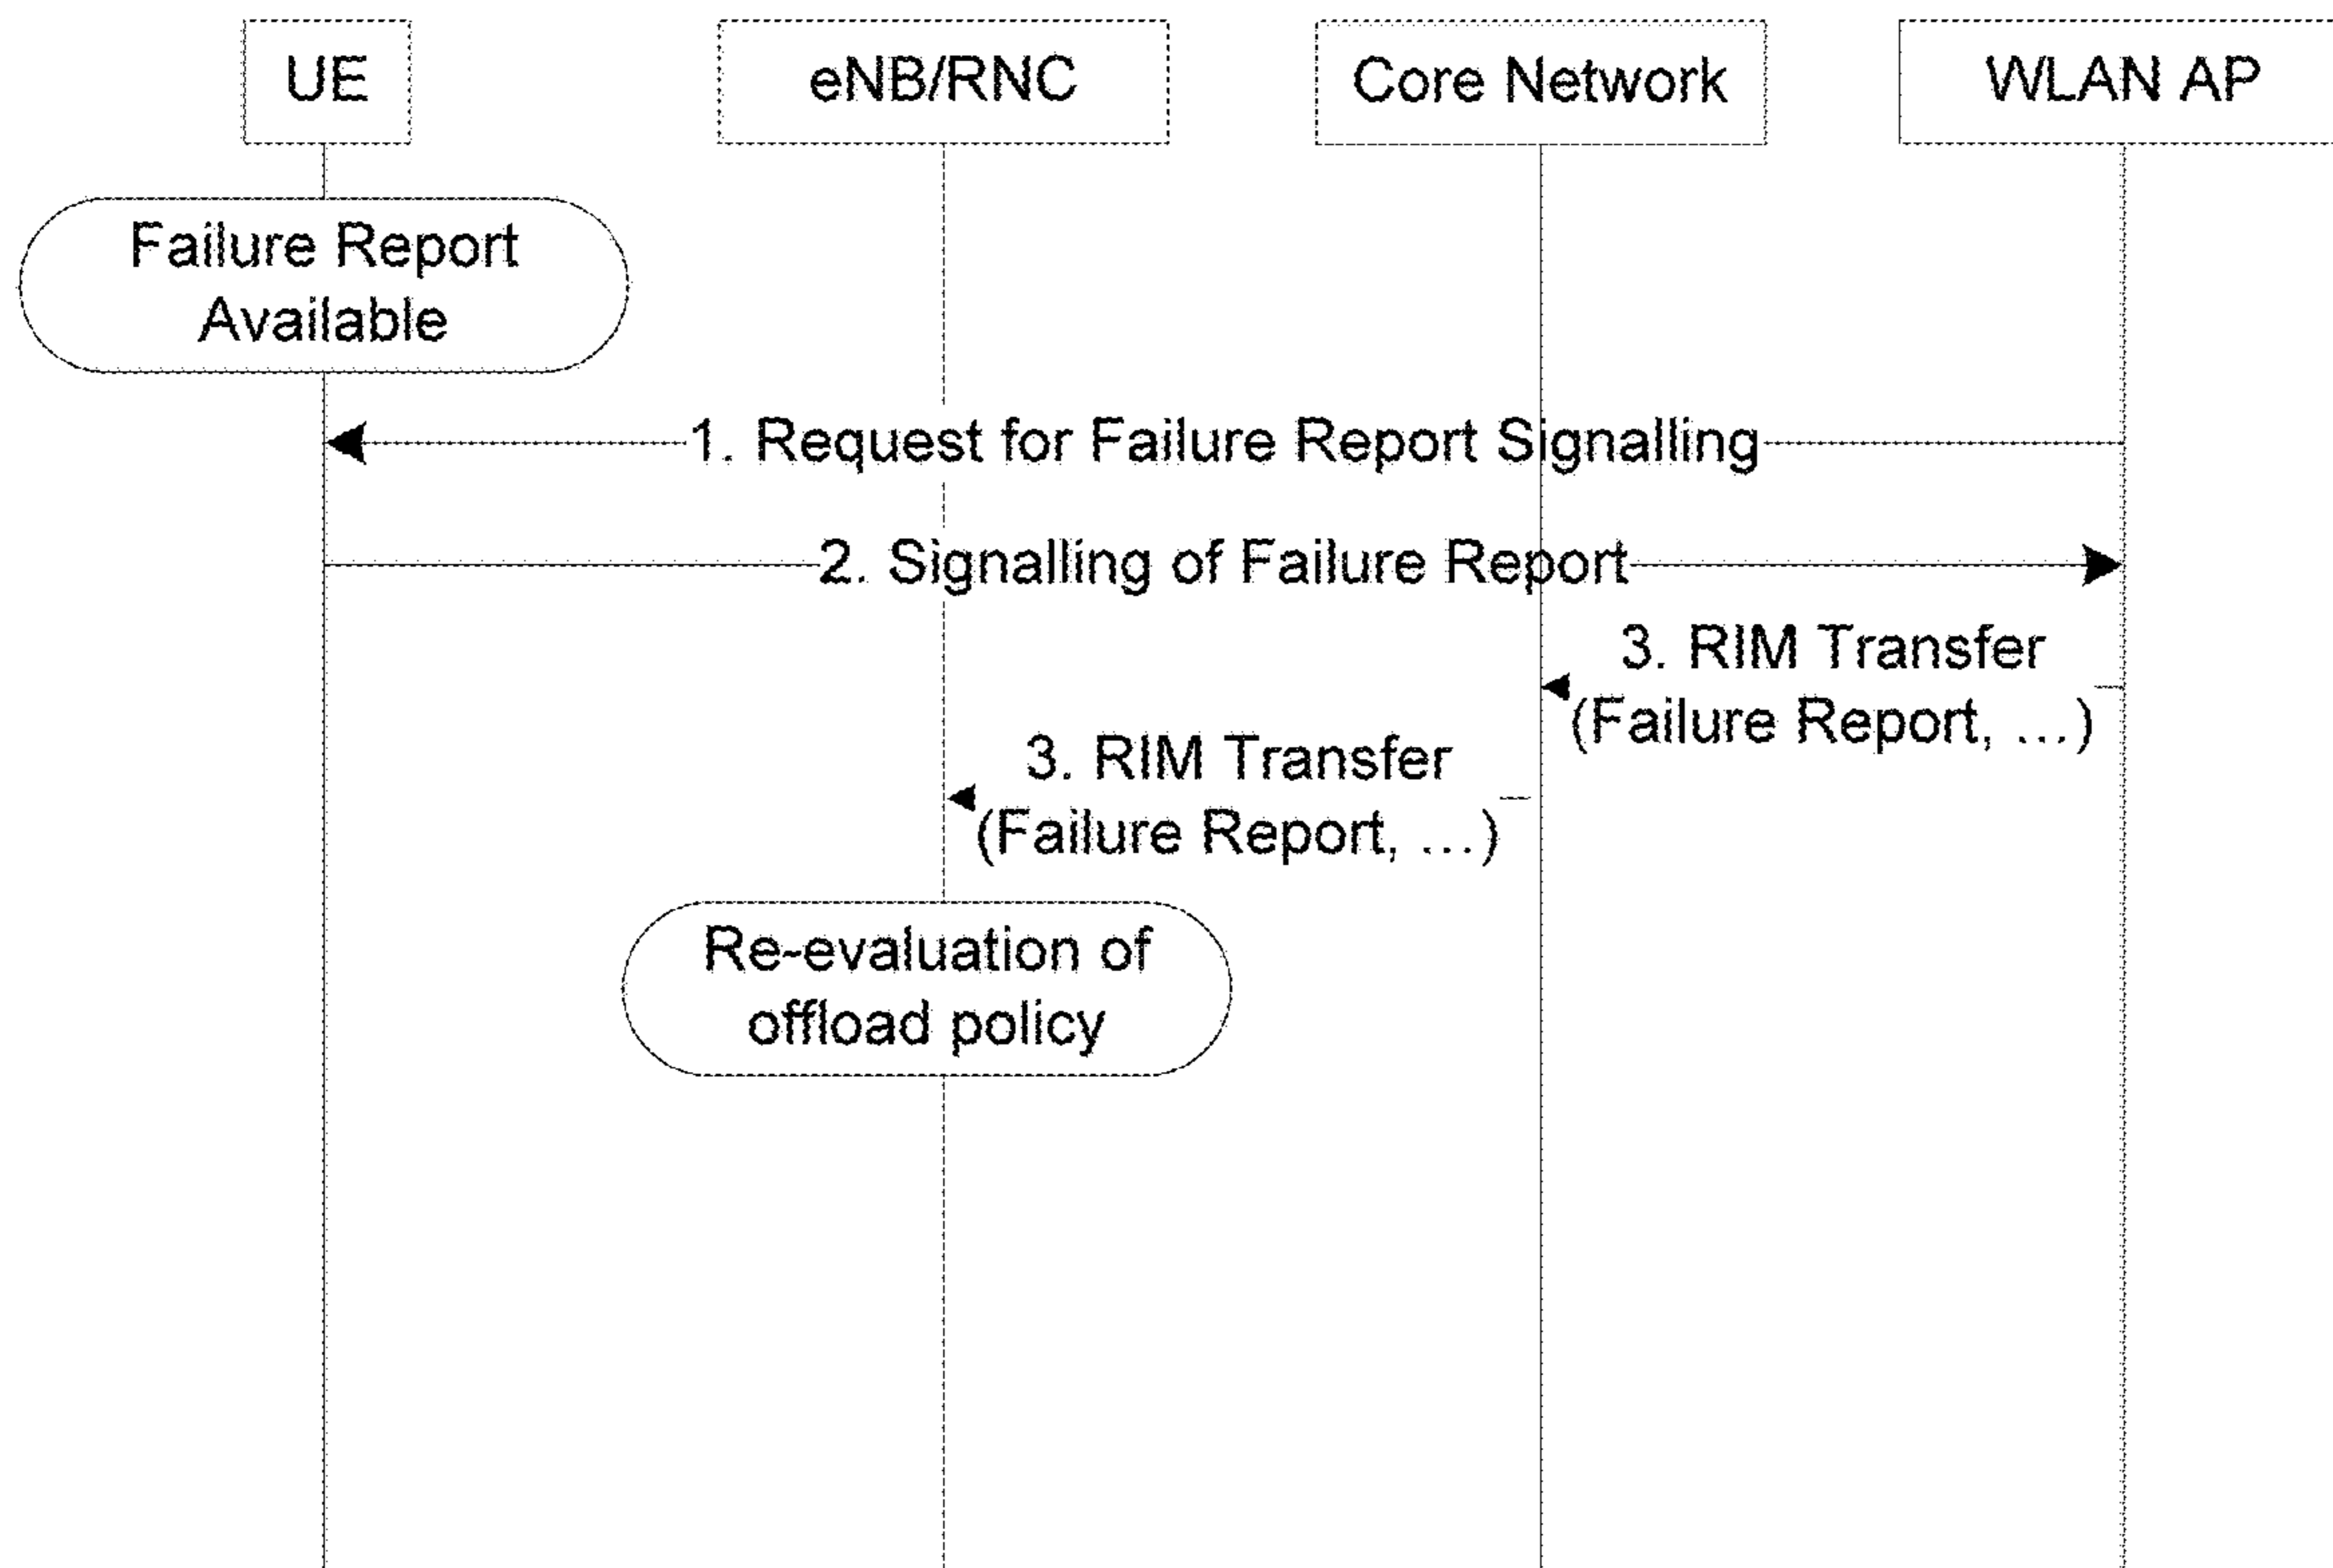 UE
eNB/RNC
Core Network
WLAN AP
Failure Report
Available
1. Request for Failure Report Signalling
2. Signalling of Failure Report
3. RIM Transfer
(Failure Report, ...)
3. RIM Transfer
(Failure Report, ...)
Re-evaluation of
offload policy